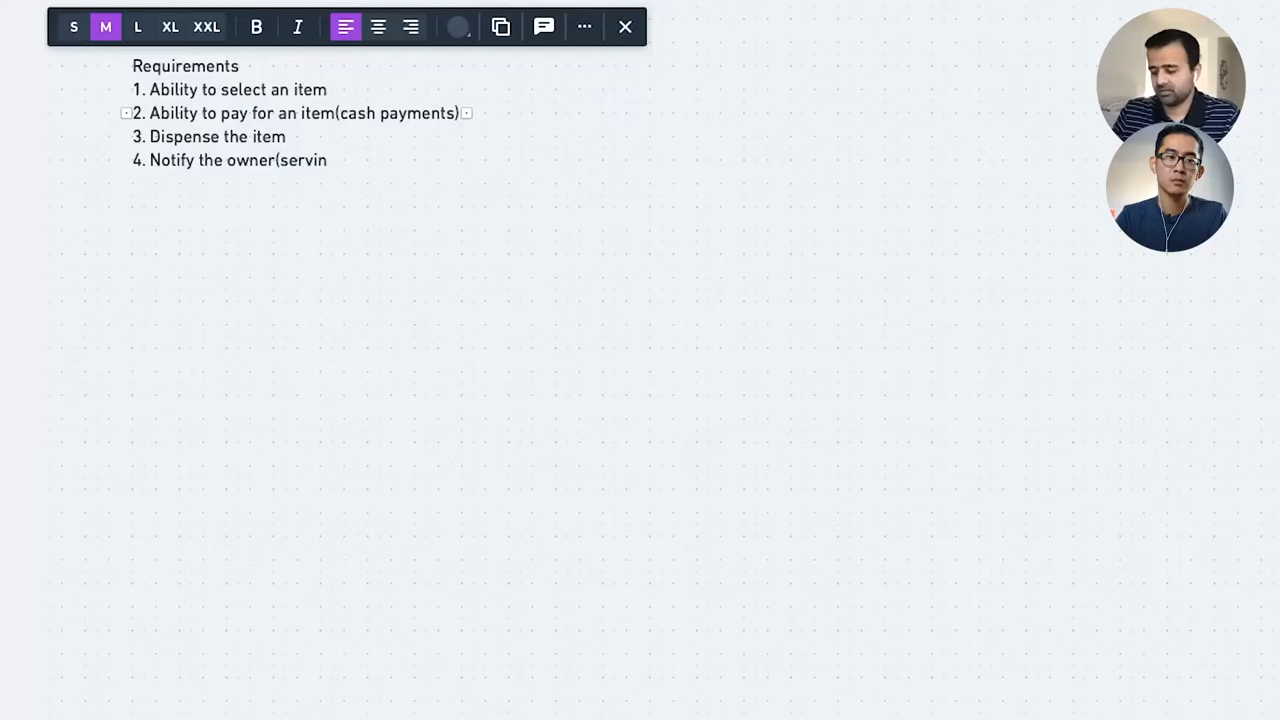 S M L XL XXL B I
Requirements
1. Ability to select an item
2. Ability to pay for an item(cash payments)
3. Dispense the item
4. Notify the owner(servin